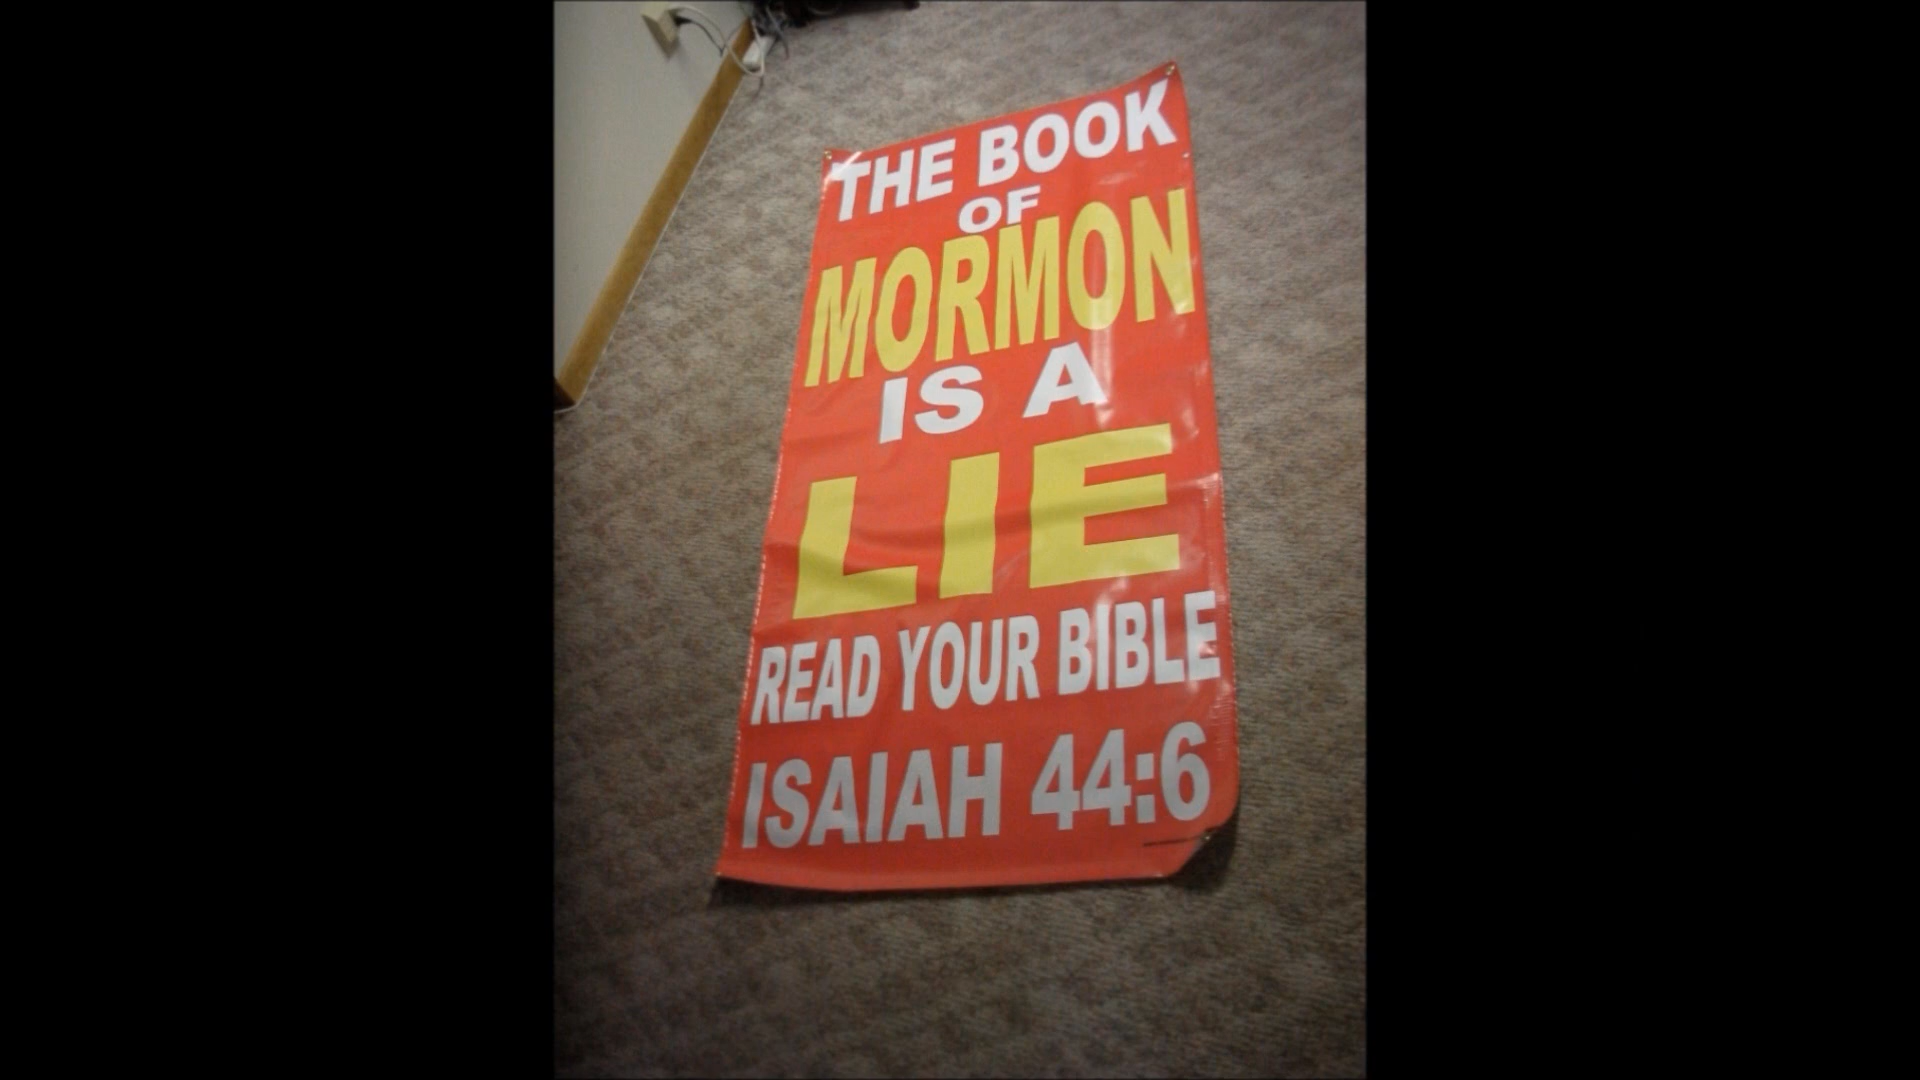 THE BOOK
OF
MORMON
IS A
LIE
READ YOUR BIBLE
ISAIAH 44:6